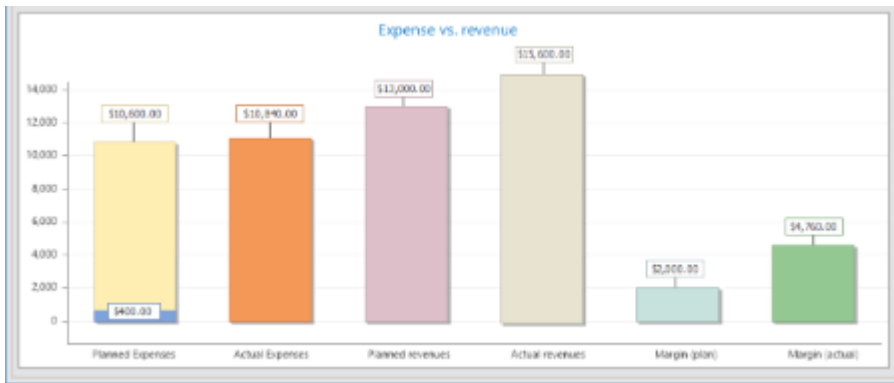 Expense vs. revenue
$15,600.00
$13,000.00
$10,600.00
$10,840.00
14,000
12,000
10,000
8,000
6,000
4,000
2,000
0
$4,760.00
$2,000.00
$400.00
Planned Expenses
Actual Expenses
Planned revenues
Actual revenues
Margin (plan)
Margin (actual)